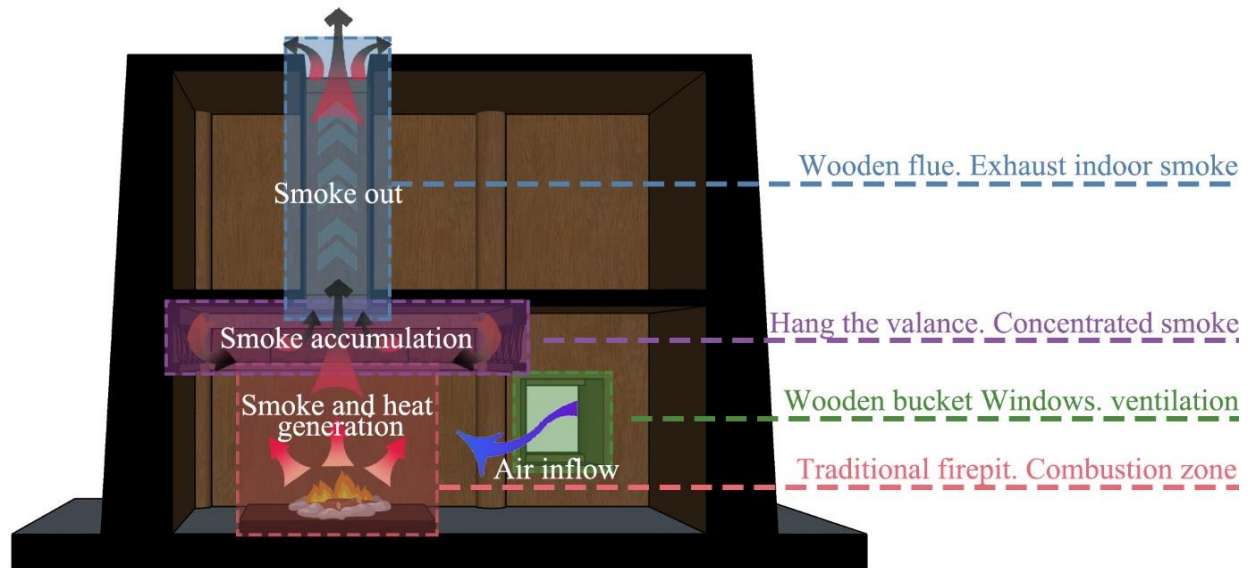 Smoke out
Wooden flue. Exhaust indoor smoke
Smoke accumulation
Hang the valance. Concentrated smoke
Smoke and heat
generation
Wooden bucket Windows. ventilation
Air inflow
Traditional firepit. Combustion zone